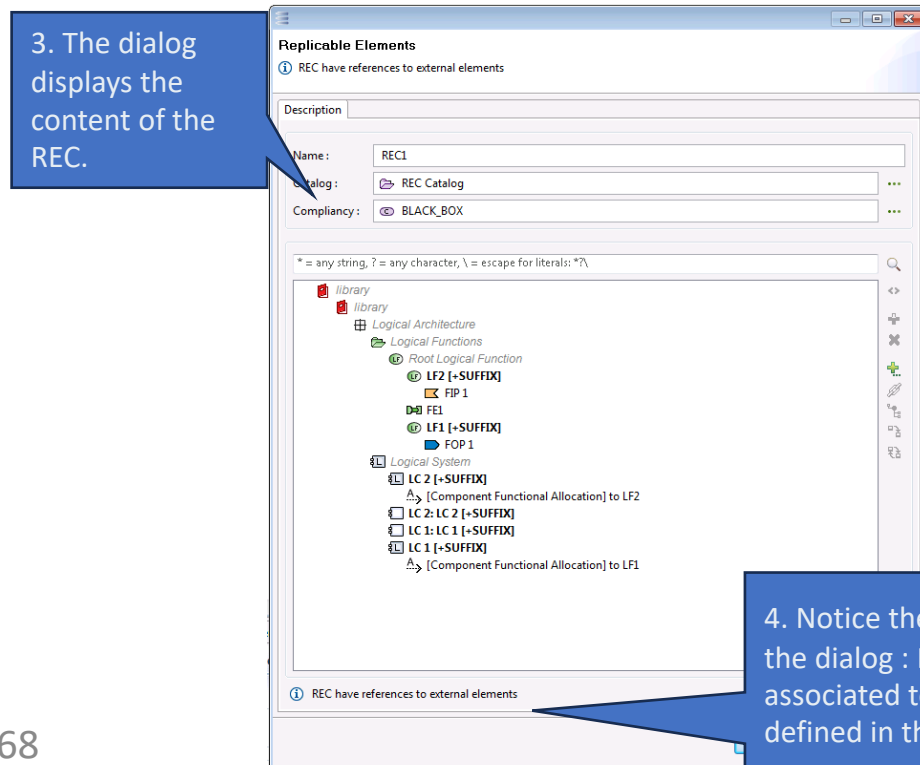 3. The dialog
displays the
content of the
REC.
Replicable Elements
REC have references to external elements
Description
Name :
REC1
Catalog :
REC Catalog
Compliancy :
BLACK_BOX
* = any string, ? = any character, \ = escape for literals: *?\
library
library
Logical Architecture
Logical Functions
Root Logical Function
LF2 [+SUFFIX]
FIP 1
FE1
LF1 [+SUFFIX]
FOP 1
Logical System
LC 2 [+SUFFIX]
[Component Functional Allocation] to LF2
LC 2: LC 2 [+SUFFIX]
LC 1: LC 1 [+SUFFIX]
LC 1 [+SUFFIX]
[Component Functional Allocation] to LF1
REC have references to external elements
4. Notice the
the dialog :
associated
defined in
68